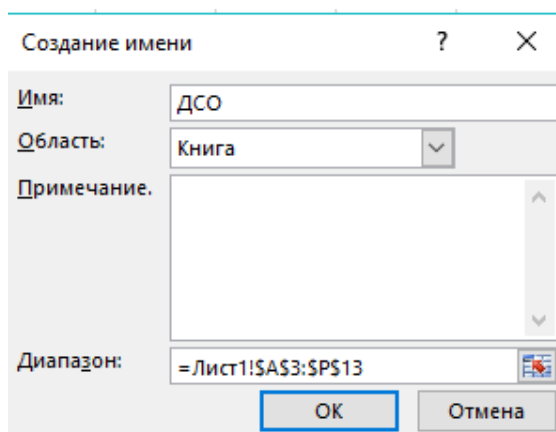 Создание имени ?
Имя: ДСО
Область: Книга
Примечание.
Диапазон: =Лист1!$A$3:$P$13
ОК Отмена